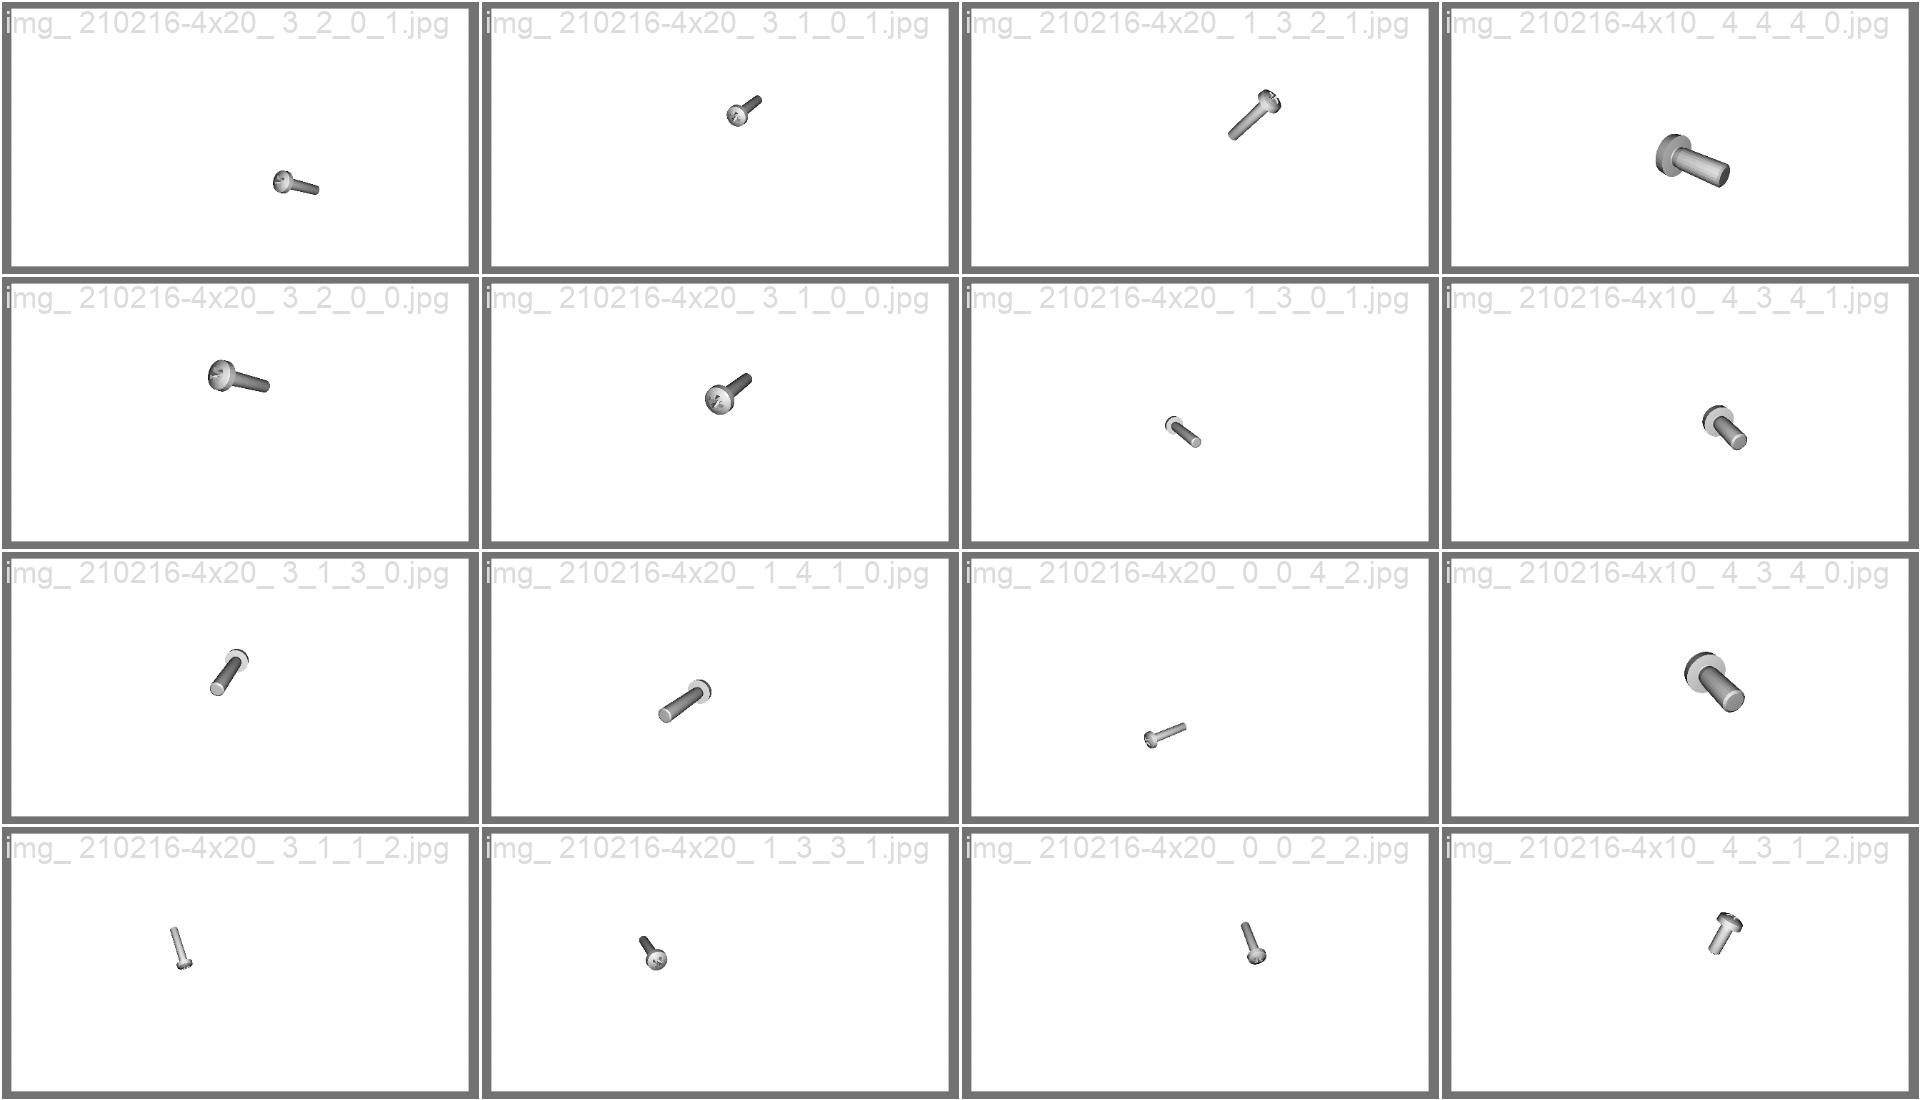 img_ 210216-4x20_ 3_2_0_1.jpg
img_ 210216-4x20_ 3_1_0_1.jpg
img_ 210216-4x20_ 1_3_2_1.jpg
img_ 210216-4x10_ 4_4_4_0.jpg
img_ 210216-4x20_ 3_2_0_0.jpg
img_ 210216-4x20_ 3_1_0_0.jpg
img_ 210216-4x20_ 1_3_0_1.jpg
img_ 210216-4x10_ 4_3_4_1.jpg
img_ 210216-4x20_ 3_1_3_0.jpg
img_ 210216-4x20_ 1_4_1_0.jpg
img_ 210216-4x20_ 0_0_4_2.jpg
img_ 210216-4x10_ 4_3_4_0.jpg
img_ 210216-4x20_ 3_1_1_2.jpg
img_ 210216-4x20_ 1_3_3_1.jpg
img_ 210216-4x20_ 0_0_2_2.jpg
img_ 210216-4x10_ 4_3_1_2.jpg